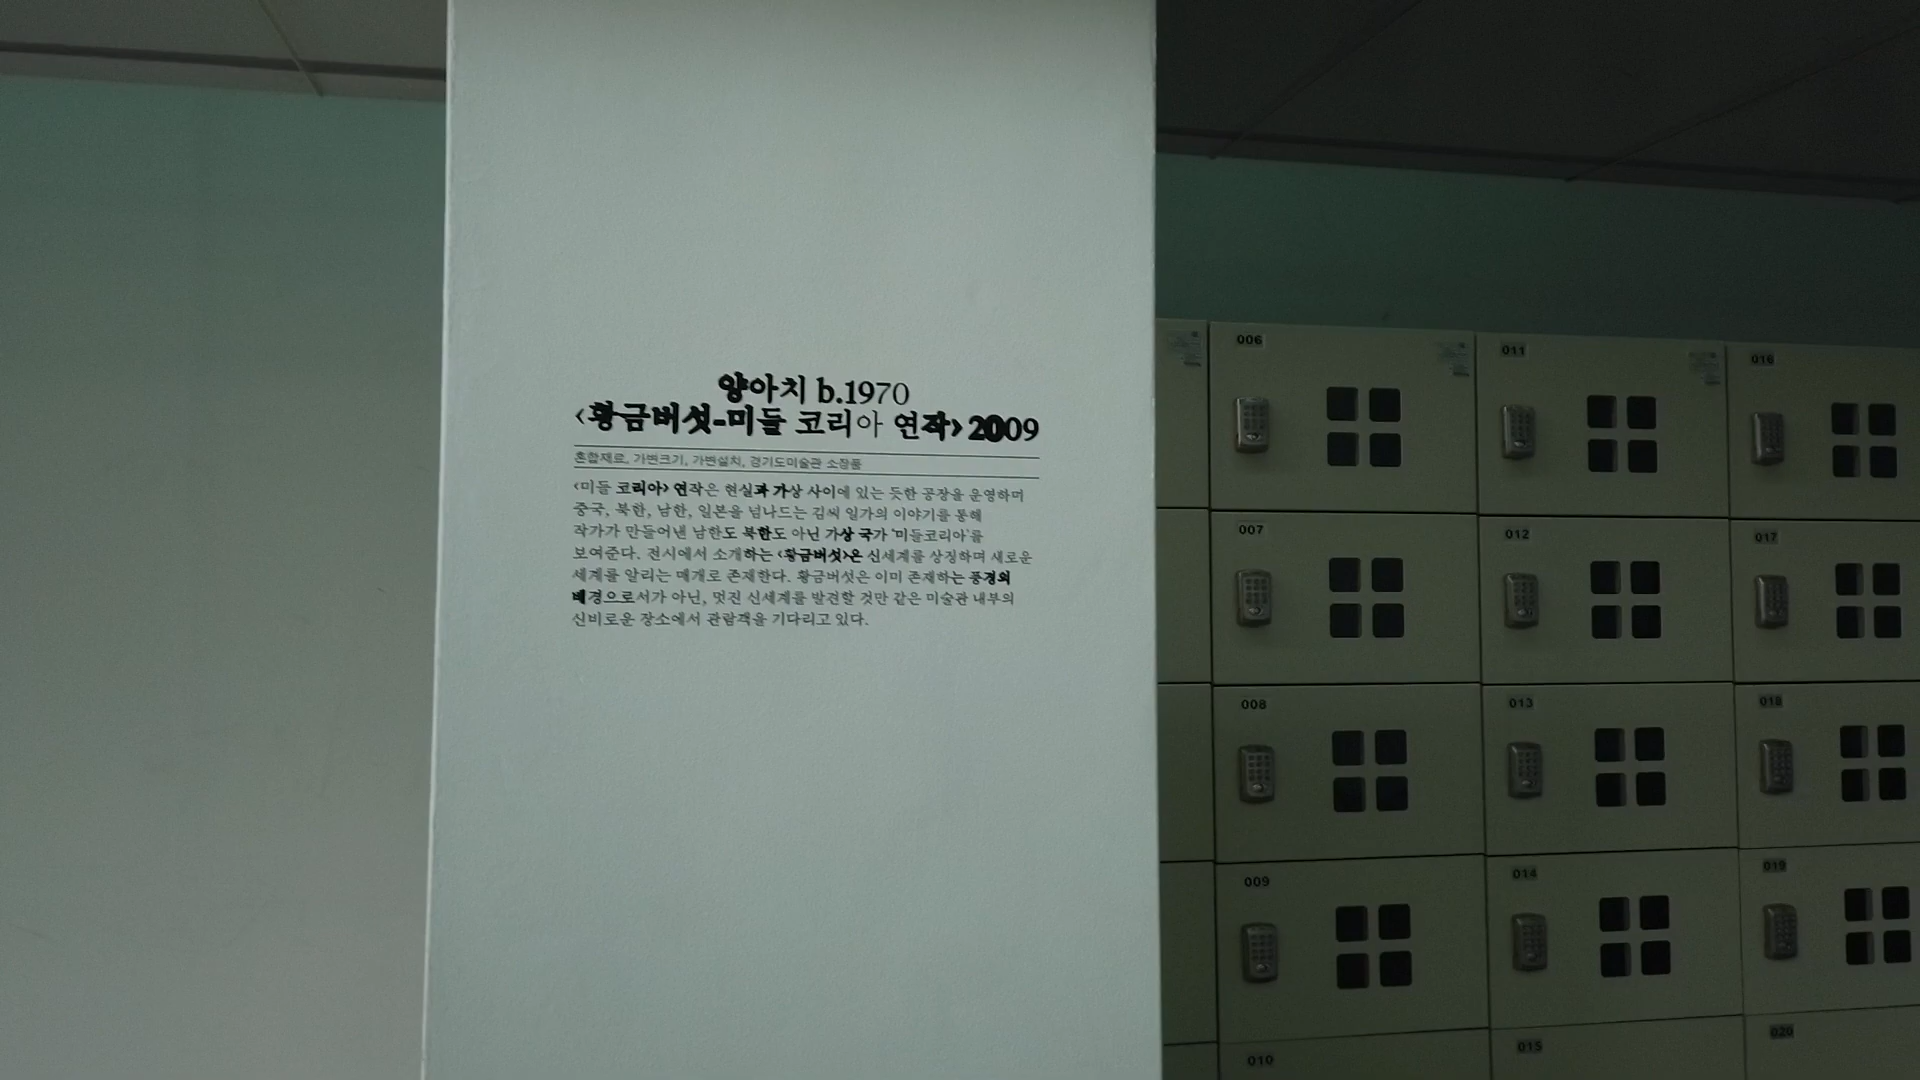 양아치 b.1970
<황금버섯-미들 코리아 연작> 2009
혼합재료, 가변크기, 가변설치, 경기도미술관 소장품
<미들 코리아> 연작은 현실과 가상 사이에 있는 듯한 공장을 운영하며
중국, 북한, 남한, 일본을 넘나드는 김씨 일가의 이야기를 통해
작가가 만들어낸 남한도 북한도 아닌 가상 국가 '미들코리아'를
보여준다. 전시에서 소개하는 <황금버섯>은 신세계를 상징하며 새로운
세계를 알리는 매개로 존재한다. 황금버섯은 이미 존재하는 풍경의
배경으로서가 아닌, 멋진 신세계를 발견할 것만 같은 미술관 내부의
신비로운 장소에서 관람객을 기다리고 있다.
006
011
016
007
012
017
008
013
018
009
014
019
010
015
020